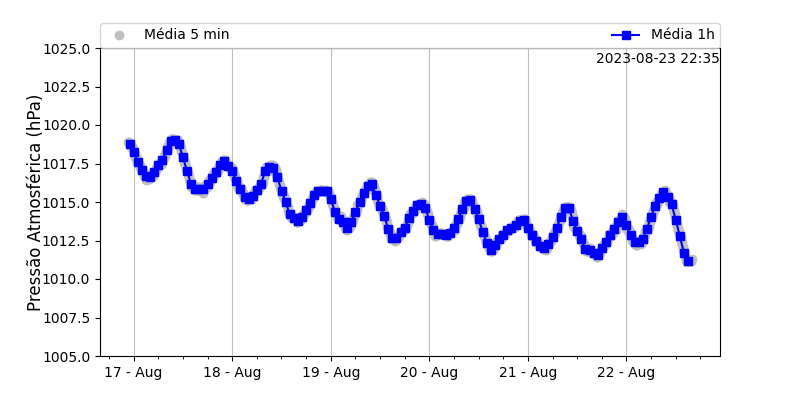 Média 5 min
Média 1h
2023-08-23 22:35
Pressão Atmosférica (hPa)
1025.0
1022.5
1020.0
1017.5
1015.0
1012.5
1010.0
1007.5
1005.0
17 - Aug
18 - Aug
19 - Aug
20 - Aug
21 - Aug
22 - Aug